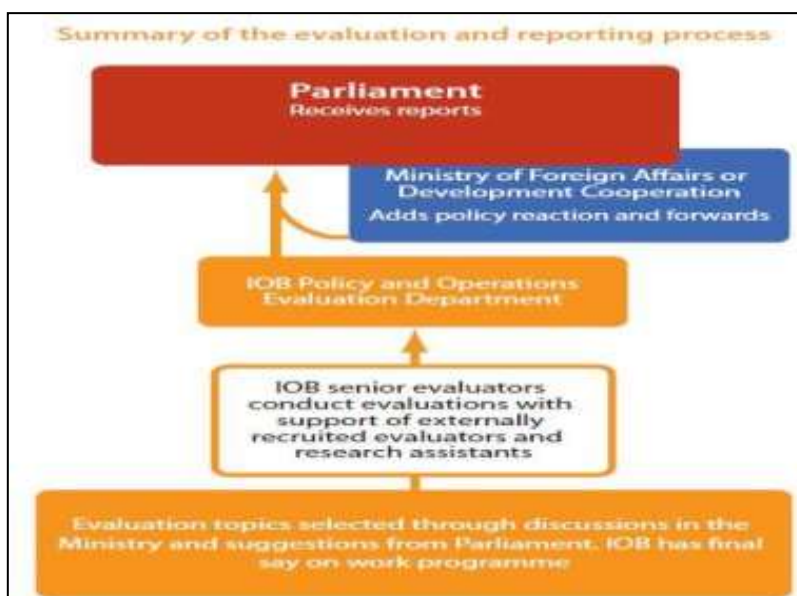 Summary of the evaluation and reporting process
Parliament
Receives reports
Ministry of Foreign Affairs or
Development Cooperation
Adds policy reaction and forwards
IOB Policy and Operations
Evaluation Department
IOB senior evaluators
conduct evaluations with
support of externally
recruited evaluators and
research assistants
Evaluation topics selected through discussions in the
Ministry and suggestions from Parliament. IOB has final
say on work programme